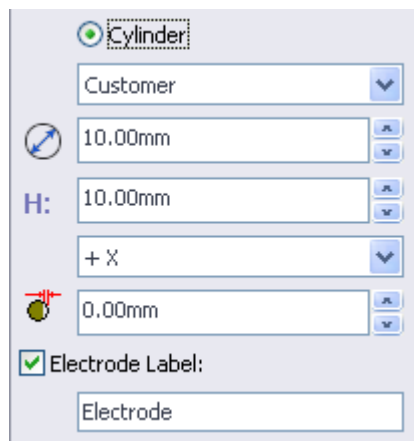 Cylinder
Customer
10.00mm
H: 10.00mm
+ X
0.00mm
Electrode Label:
Electrode